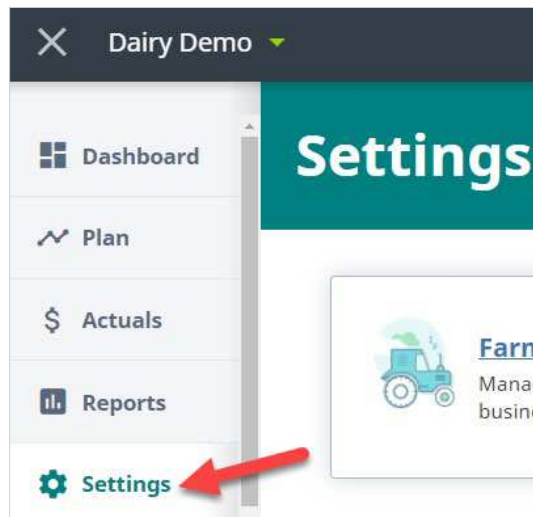 Dairy Demo
Dashboard
Plan
Actuals
Reports
Settings
Settings